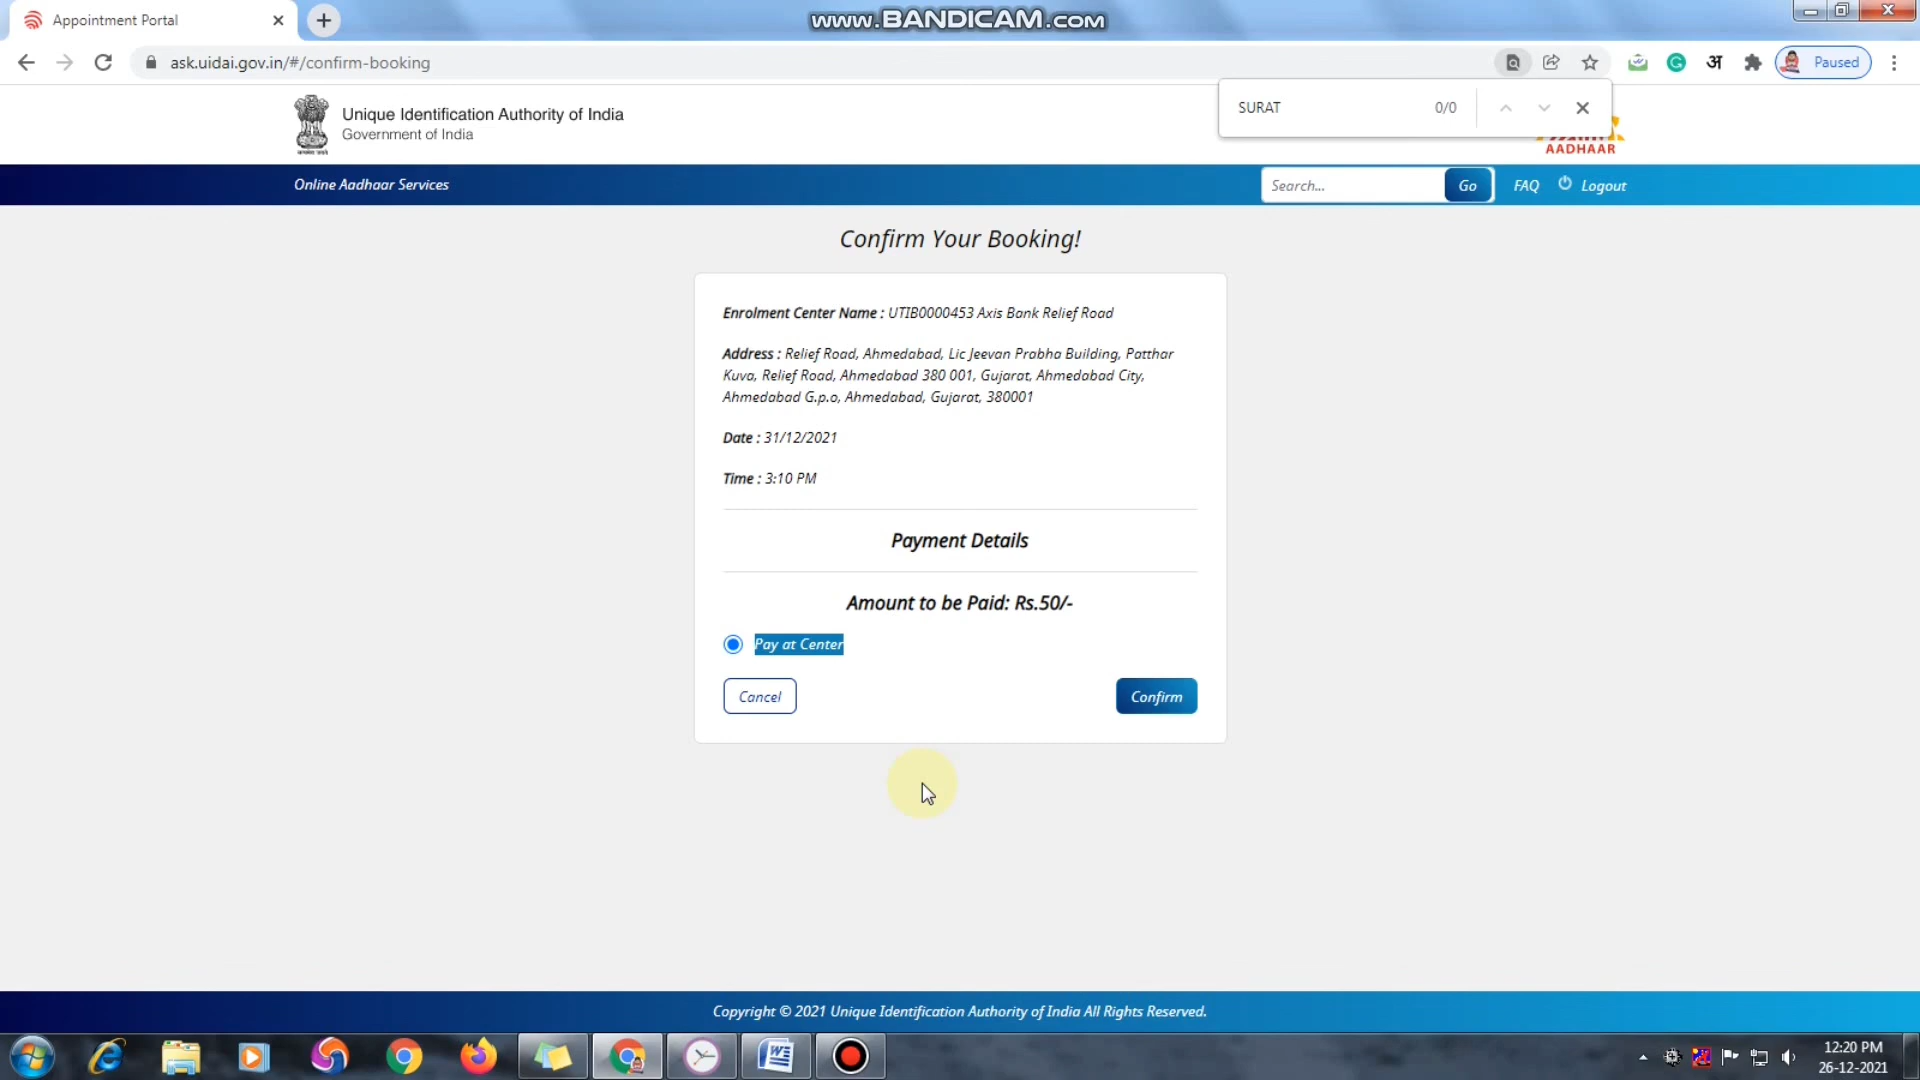 Appointment Portal
www.BANDICAM.com
ask.uidai.gov.in/#/confirm-booking
अ
Paused
SURAT 0/0
Unique Identification Authority of India
Government of India
AADHAAR
Online Aadhaar Services
Search...
Go
FAQ
Logout
Confirm Your Booking!
Enrolment Center Name : UTIB0000453 Axis Bank Relief Road
Address : Relief Road, Ahmedabad, Lic Jeevan Prabha Building, Patthar
Kuva, Relief Road, Ahmedabad 380 001, Gujarat, Ahmedabad City,
Ahmedabad G.p.o, Ahmedabad, Gujarat, 380001
Date : 31/12/2021
Time : 3:10 PM
Payment Details
Amount to be Paid: Rs.50/-
Pay at Center
Cancel
Confirm
Copyright © 2021 Unique Identification Authority of India All Rights Reserved.
12:20 PM
26-12-2021